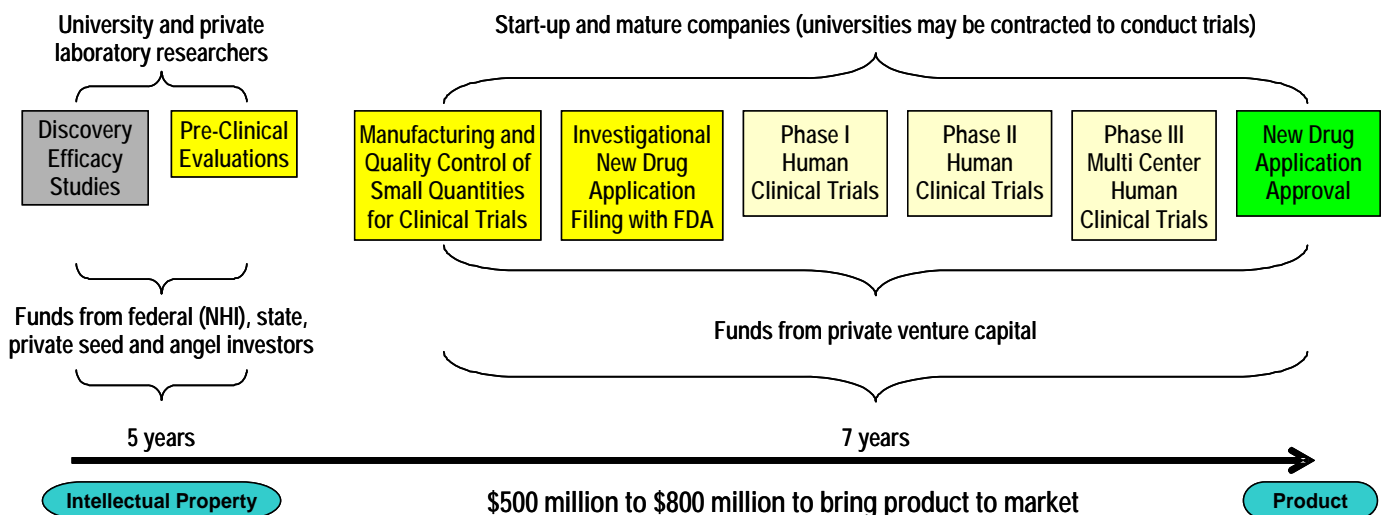 University and private
laboratory researchers
Start-up and mature companies (universities may be contracted to conduct trials)
Discovery
Efficacy
Studies
Pre-Clinical
Evaluations
Manufacturing and
Quality Control of
Small Quantities
for Clinical Trials
Investigational
New Drug
Application
Filing with FDA
Phase I
Human
Clinical Trials
Phase II
Human
Clinical Trials
Phase III
Multi Center
Human
Clinical Trials
New Drug
Application
Approval
Funds from federal (NHI), state,
private seed and angel investors
Funds from private venture capital
5 years
7 years
Intellectual Property
$500 million to $800 million to bring product to market
Product